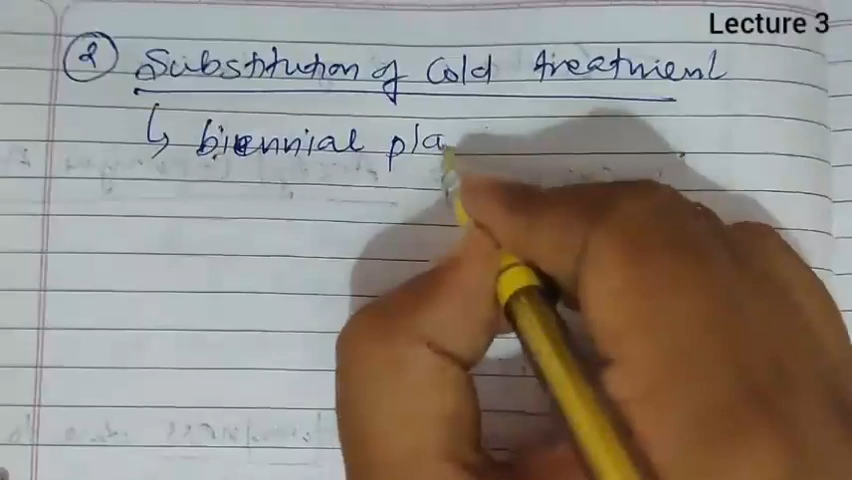 Lecture 3
② Substitution of Cold treatment
↳ biennial pla